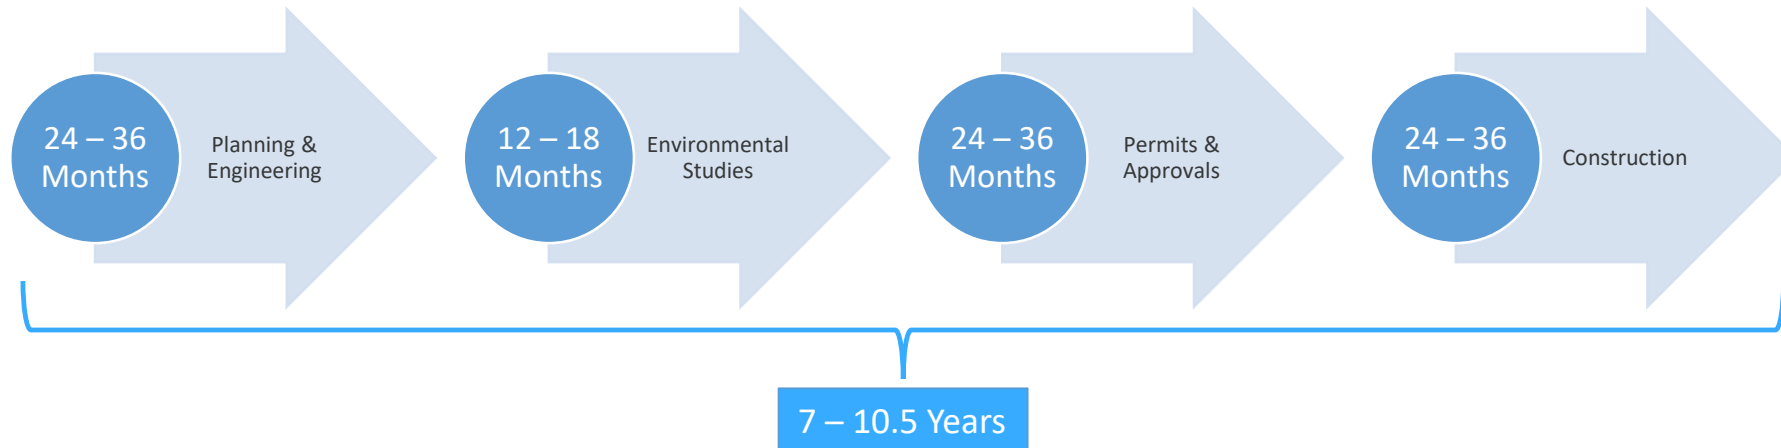 24 – 36
Months
Planning &
Engineering
12 – 18
Months
Environmental
Studies
24 – 36
Months
Permits &
Approvals
24 – 36
Months
Construction
7 – 10.5 Years